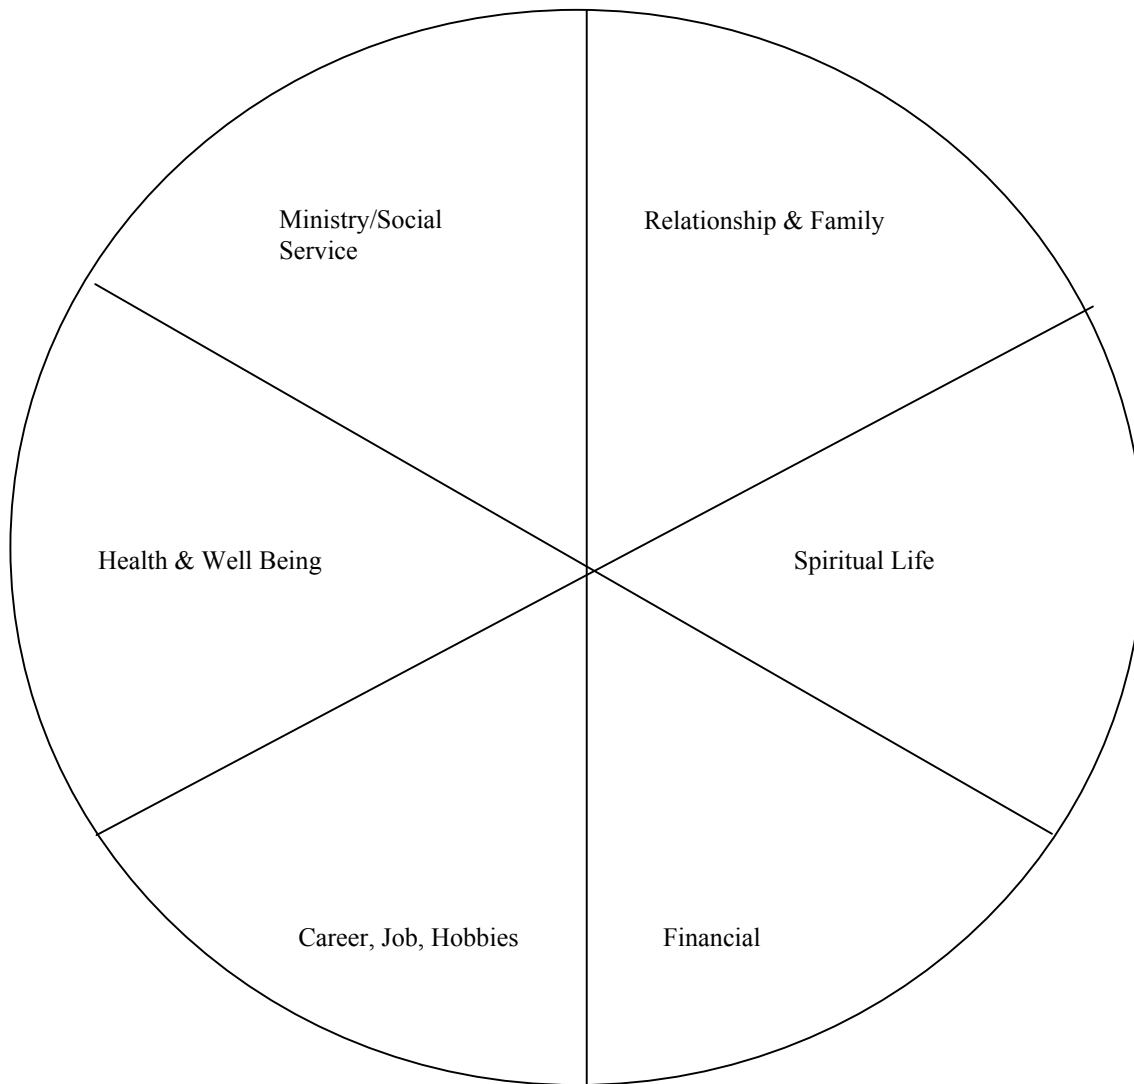 Ministry/Social
Service
Relationship & Family
Health & Well Being
Spiritual Life
Career, Job, Hobbies
Financial